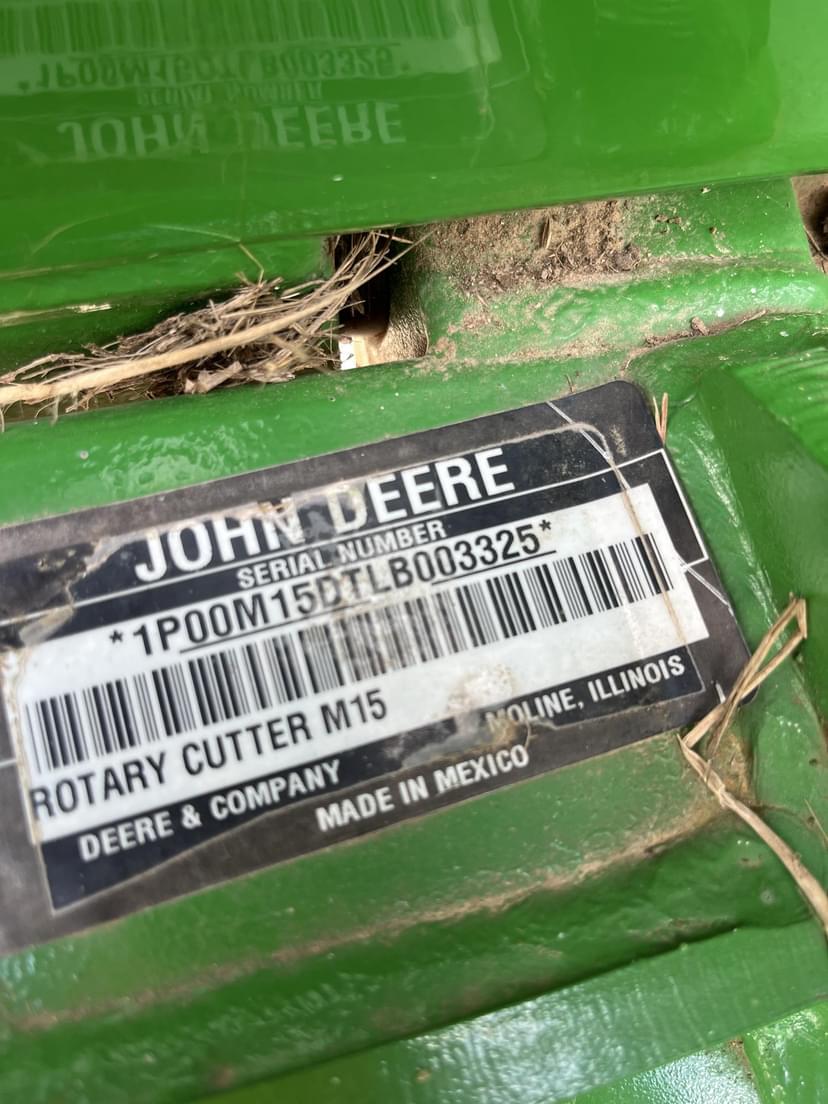 JOHN DEERE
SERIAL NUMBER
*1P00M15DTLB003325*
ROTARY CUTTER M15
DEERE & COMPANY MOLINE, ILLINOIS
MADE IN MEXICO